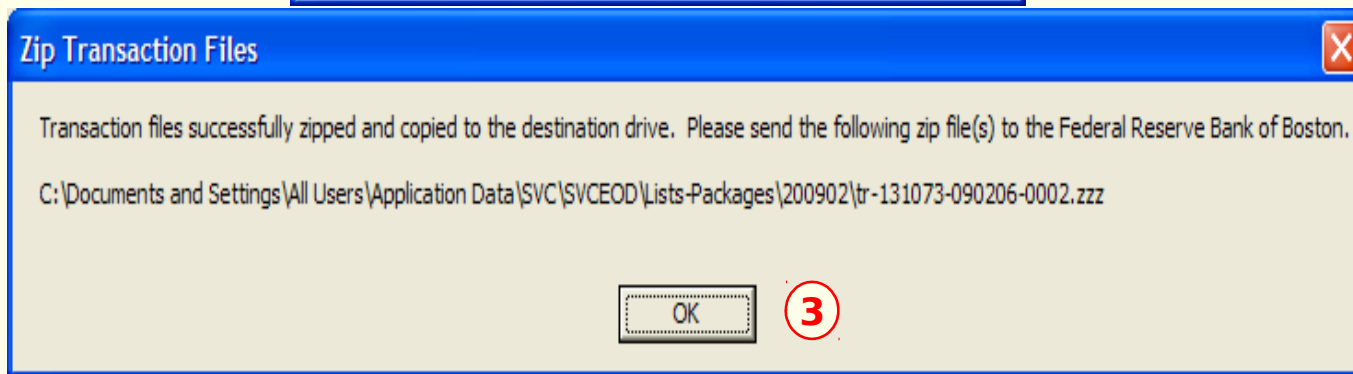 Zip Transaction Files
Transaction files successfully zipped and copied to the destination drive.  Please send the following zip file(s) to the Federal Reserve Bank of Boston.
C:\Documents and Settings\All Users\Application Data\SVC\SVCEOD\Lists-Packages\200902\tr-131073-090206-0002.zzz
OK
3